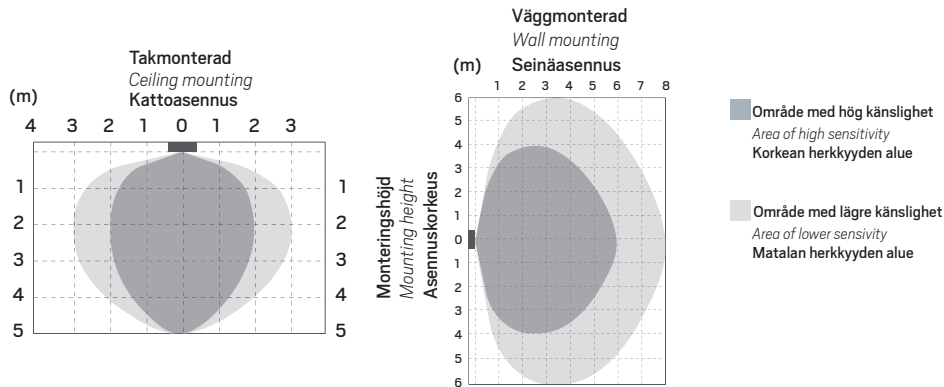 Takmonterad
Ceiling mounting
Kattoasennus
(m)
4 3 2 1 0 1 2 3
1 1
2 2
3 3
4 4
5 5
Monteringshöjd
Mounting height
Asennuskorkeus
Väggmonterad
Wall mounting
Seinäasennus
(m)
1 2 3 4 5 6 7 8
6
5
4
3
2
1
0
1
2
3
4
5
6
Område med hög känslighet
Area of high sensitivity
Korkean herkkyyden alue
Område med lägre känslighet
Area of lower sensivity
Matalan herkkyyden alue